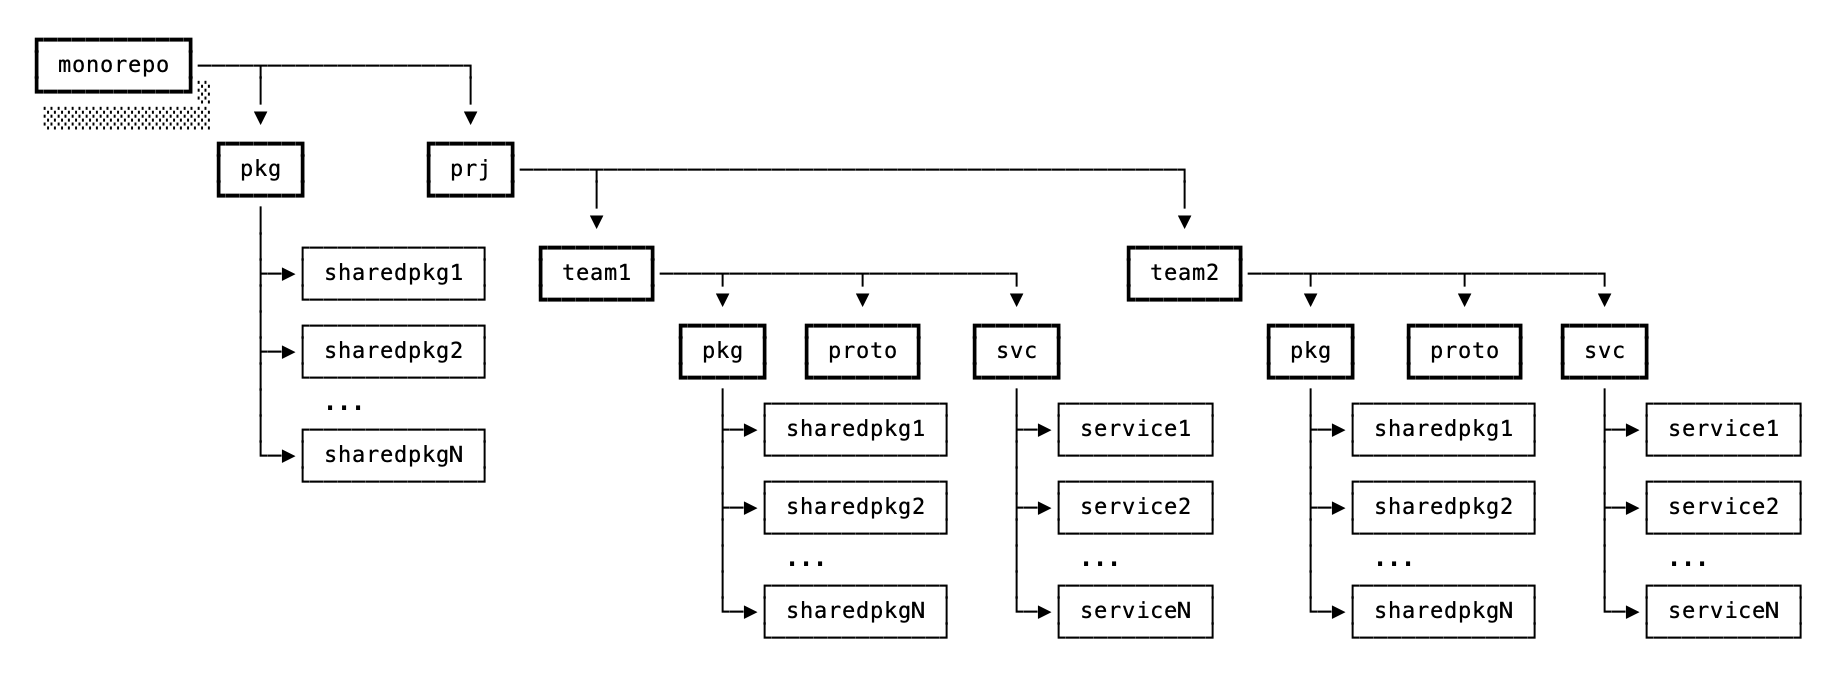 monorepo
pkg prj
sharedpkg1 team1 team2
sharedpkg2 pkg proto svc pkg proto svc
...
sharedpkg1 service1 sharedpkg1 service1
sharedpkgN
sharedpkg2 service2 sharedpkg2 service2
... ... ... ...
sharedpkgN serviceN sharedpkgN serviceN